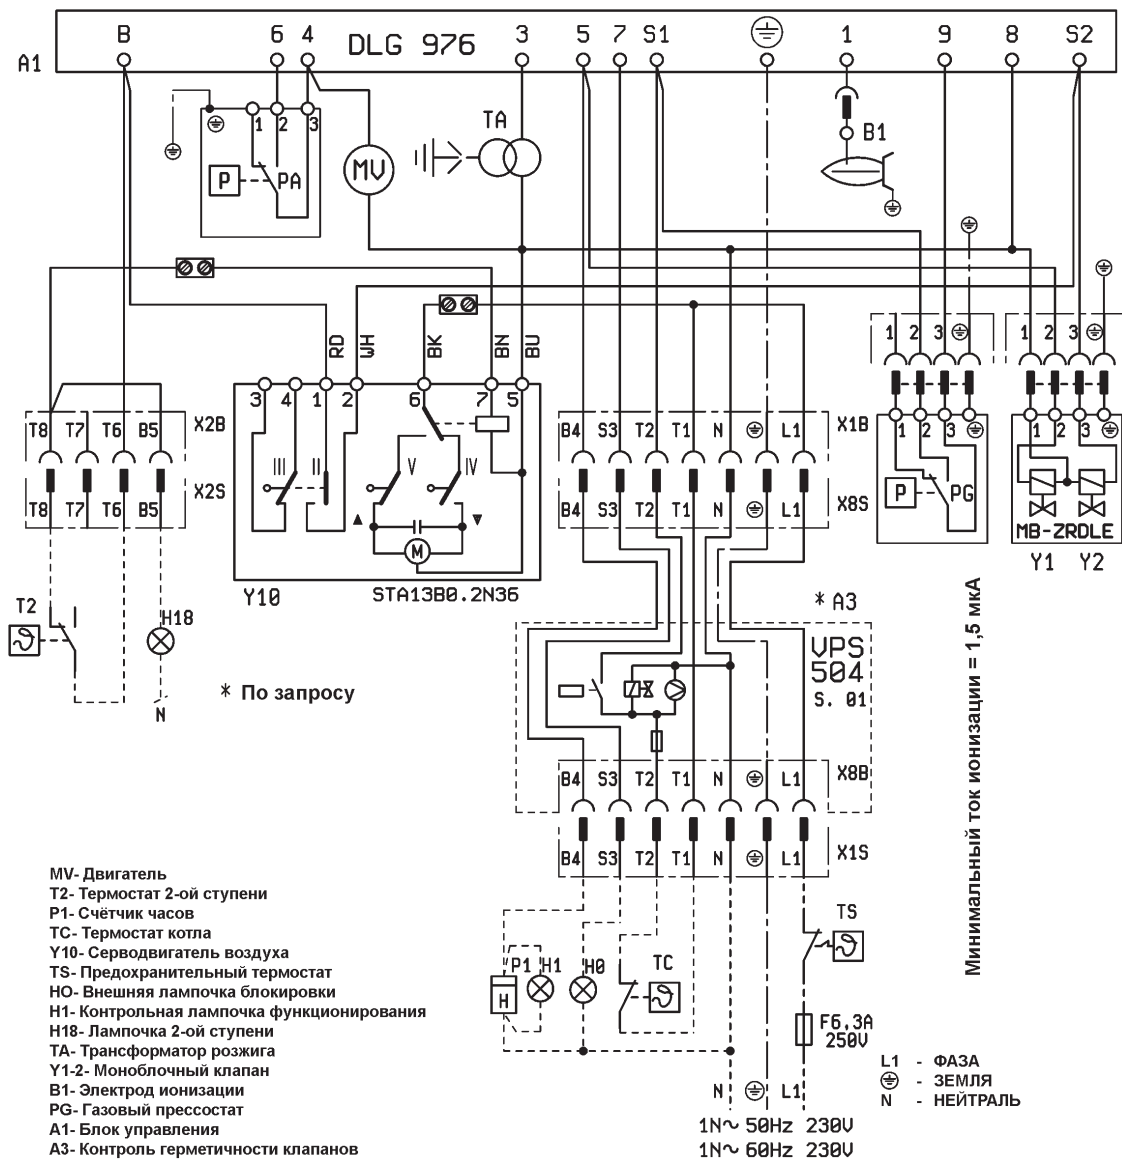 B 6 4 DLG 976 3 5 7 S1 1 9 8 S2
A1
TA
B1
1 2 3
MV
P PA
RD WH BK BN BU
1 2 3
1 2 3
3 4 1 2 6 7 5
T8 T7 T6 B5 X2B
B4 S3 T2 T1 N L1 X1B
1 2 3
1 2 3
III II V IV
X2S
X8S
P PG
T8 T7 T6 B5
B4 S3 T2 T1 N L1
M
MB-ZRDLE
Y1 Y2
Y10 STA13B0.2N36
T2
H18
* A3
VPS
504
S. 01
* По запросу
N
Минимальный ток ионизации = 1,5 мкА
B4 S3 T2 T1 N L1 X8B
B4 S3 T2 T1 N L1 X1S
TS
P1 H1 H0 TC
H
F6,3A
250V
N L1
1N~ 50Hz 230V
1N~ 60Hz 230V
MV- Двигатель
T2- Термостат 2-ой ступени
P1- Счётчик часов
TC- Термостат котла
Y10- Серводвигатель воздуха
TS- Предохранительный термостат
HO- Внешняя лампочка блокировки
H1- Контрольная лампочка функционирования
H18- Лампочка 2-ой ступени
TA- Трансформатор розжига
Y1-2- Моноблочный клапан
B1- Электрод ионизации
PG- Газовый прессостат
A1- Блок управления
A3- Контроль герметичности клапанов
L1 - ФАЗА
- ЗЕМЛЯ
N - НЕЙТРАЛЬ